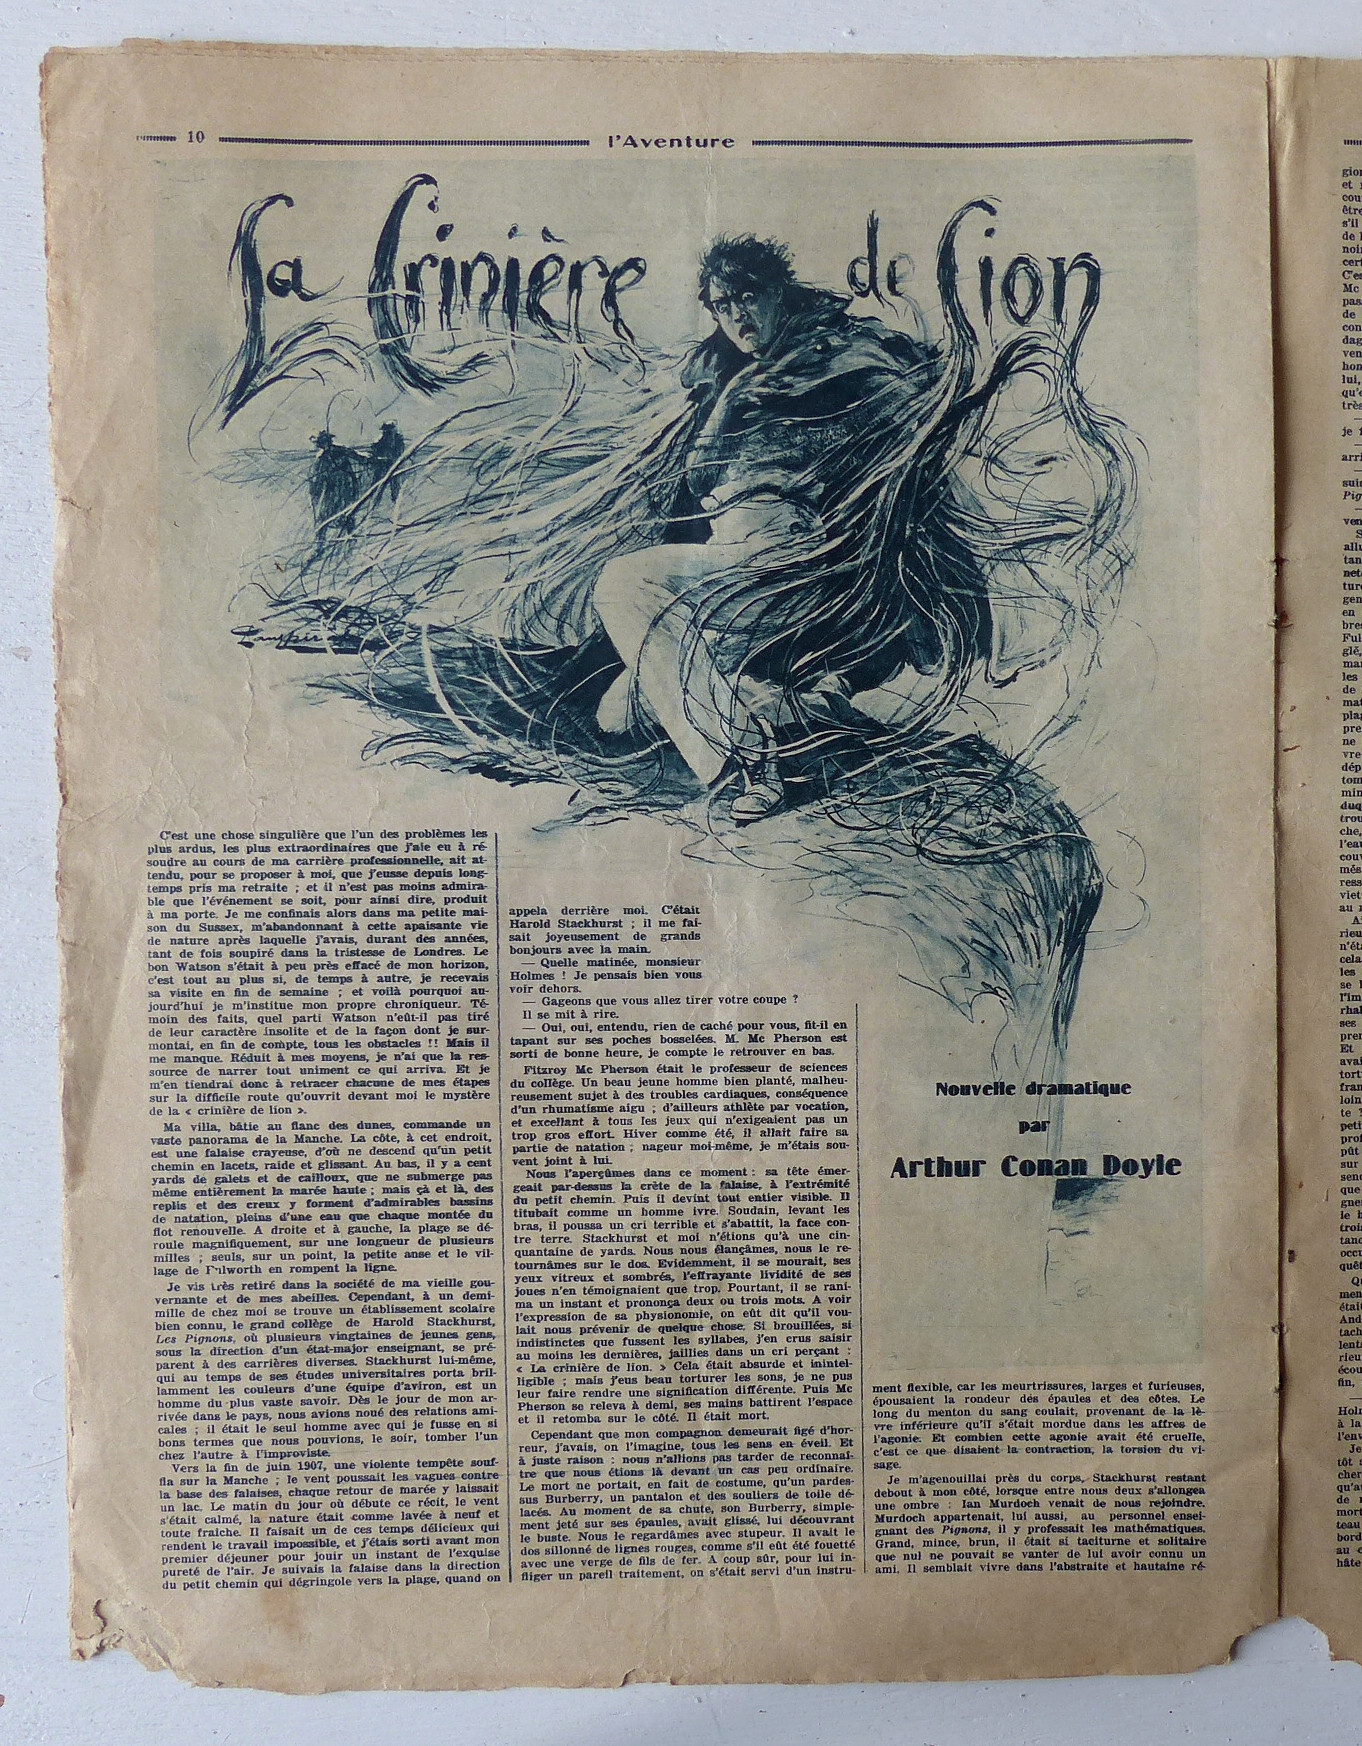 10
l'Aventure
La Crinière de Lion
C'est une chose singulière que l'un des problèmes les
plus ardus, les plus extraordinaires que j'aie eu à ré-
soudre au cours de ma carrière professionnelle, ait at-
tendu, pour se proposer à moi, que j'eusse depuis long-
temps pris ma retraite ; et il n'est pas moins admira-
ble que l'événement se soit, pour ainsi dire, produit
à ma porte. Je me confinais alors dans ma petite mai-
son du Sussex, m'abandonnant à cette apaisante vie
de nature après laquelle j'avais, durant des années,
tant de fois soupiré dans la tristesse de Londres. Le
bon Watson s'était à peu près effacé de mon horizon,
c'est tout au plus si, de temps à autre, je recevais
sa visite en fin de semaine ; et voilà pourquoi au-
jourd'hui je m'institue mon propre chroniqueur. Té-
moin des faits, quel parti Watson n'eût-il pas tiré
de leur caractère insolite et de la façon dont je sur-
montai, en fin de compte, tous les obstacles !! Mais il
me manque. Réduit à mes moyens, je n'ai que la res-
source de narrer tout uniment ce qui arriva. Et je
m'en tiendrai donc à retracer chacune de mes étapes
sur la difficile route qu'ouvrit devant moi le mystère
de la « crinière de lion ».
Ma villa, bâtie au flanc des dunes, commande un
vaste panorama de la Manche. La côte, à cet endroit,
est une falaise crayeuse, d'où ne descend qu'un petit
chemin en lacets, raide et glissant. Au bas, il y a cent
yards de galets et de cailloux, que ne submerge pas
même entièrement la marée haute ; mais çà et là, des
replis et des creux y forment d'admirables bassins
de natation, pleins d'une eau que chaque montée du
flot renouvelle. A droite et à gauche, la plage se dé-
roule magnifiquement, sur une longueur de plusieurs
milles ; seuls, sur un point, la petite anse et le vil-
lage de Fulworth en rompent la ligne.
Je vis très retiré dans la société de ma vieille gou-
vernante et de mes abeilles. Cependant, à un demi-
mille de chez moi se trouve un établissement scolaire
bien connu, le grand collège de Harold Stackhurst,
Les Pignons, où plusieurs vingtaines de jeunes gens,
sous la direction d'un état-major enseignant, se pré-
parent à des carrières diverses. Stackhurst lui-même,
qui au temps de ses études universitaires porta bril-
lamment les couleurs d'une équipe d'aviron, est un
homme du plus vaste savoir. Dès le jour de mon ar-
rivée dans le pays, nous avions noué des relations ami-
cales ; il était le seul homme avec qui je fusse en si
bons termes que nous pouvions, le soir, tomber l'un
chez l'autre à l'improviste.
Vers la fin de juin 1907, une violente tempête souf-
fla sur la Manche ; le vent poussait les vagues contre
la base des falaises, chaque retour de marée y laissait
un lac. Le matin du jour où débute ce récit, le vent
s'était calmé, la nature était comme lavée à neuf et
toute fraîche. Il faisait un de ces temps délicieux qui
rendent le travail impossible, et j'étais sorti avant mon
premier déjeuner pour jouir un instant de l'exquise
pureté de l'air. Je suivais la falaise dans la direction
du petit chemin qui dégringole vers la plage, quand on
appela derrière moi. C'était
Harold Stackhurst ; il me fai-
sait joyeusement de grands
bonjours avec la main.
— Quelle matinée, monsieur
Holmes ! Je pensais bien vous
voir dehors.
— Gageons que vous allez tirer votre coupe ?
Il se mit à rire.
— Oui, oui, entendu, rien de caché pour vous, fit-il en
tapant sur ses poches bosselées. M. Mc Pherson est
sorti de bonne heure, je compte le retrouver en bas.
Fitzroy Mc Pherson était le professeur de sciences
du collège. Un beau jeune homme bien planté, malheu-
reusement sujet à des troubles cardiaques, conséquence
d'un rhumatisme aigu ; d'ailleurs athlète par vocation,
et excellant à tous les jeux qui n'exigeaient pas un
trop gros effort. Hiver comme été, il allait faire sa
partie de natation ; nageur moi-même, je m'étais sou-
vent joint à lui.
Nous l'aperçûmes dans ce moment : sa tête émer-
geait par-dessus la crête de la falaise, à l'extrémité
du petit chemin. Puis il devint tout entier visible. Il
titubait comme un homme ivre. Soudain, levant les
bras, il poussa un cri terrible et s'abattit, la face con-
tre terre. Stackhurst et moi n'étions qu'à une cin-
quantaine de yards. Nous nous élançâmes, nous le re-
tournâmes sur le dos. Evidemment, il se mourait, ses
yeux vitreux et sombrés, l'effrayante lividité de ses
joues n'en témoignaient que trop. Pourtant, il se rani-
ma un instant et prononça deux ou trois mots. A voir
l'expression de sa physionomie, on eût dit qu'il vou-
lait nous prévenir de quelque chose. Si brouillées, si
indistinctes que fussent les syllabes, j'en crus saisir
au moins les dernières, jaillies dans un cri perçant :
« La crinière de lion. » Cela était absurde et inintel-
ligible ; mais j'eus beau torturer les sons, je ne pus
leur faire rendre une signification différente. Puis Mc
Pherson se releva à demi, ses mains battirent l'espace
et il retomba sur le côté. Il était mort.
Cependant que mon compagnon demeurait figé d'hor-
reur, j'avais, on l'imagine, tous les sens en éveil. Et
à juste raison : nous n'allions pas tarder de reconnaî-
tre que nous étions là devant un cas peu ordinaire.
Le mort ne portait, en fait de costume, qu'un pardes-
sus Burberry, un pantalon et des souliers de toile dé-
lacés. Au moment de sa chute, son Burberry, simple-
ment jeté sur ses épaules, avait glissé, lui découvrant
le buste. Nous le regardâmes avec stupeur. Il avait le
dos sillonné de lignes rouges, comme s'il eût été fouetté
avec une verge de fils de fer. A coup sûr, pour lui in-
fliger un pareil traitement, on s'était servi d'un instru-
Nouvelle dramatique
par
Arthur Conan Doyle
ment flexible, car les meurtrissures, larges et furieuses,
épousaient la rondeur des épaules et des côtes. Le
long du menton du sang coulait, provenant de la lè-
vre inférieure qu'il s'était mordue dans les affres de
l'agonie. Et combien cette agonie avait été cruelle,
c'est ce que disaient la contraction, la torsion du vi-
sage.
Je m'agenouillai près du corps, Stackhurst restant
debout à mon côté, lorsque entre nous deux s'allongea
une ombre : Ian Murdoch venait de nous rejoindre.
Murdoch appartenait, lui aussi, au personnel ensei-
gnant des Pignons, il y professait les mathématiques.
Grand, mince, brun, il était si taciturne et solitaire
que nul ne pouvait se vanter de lui avoir connu un
ami. Il semblait vivre dans l'abstraite et hautaine ré-